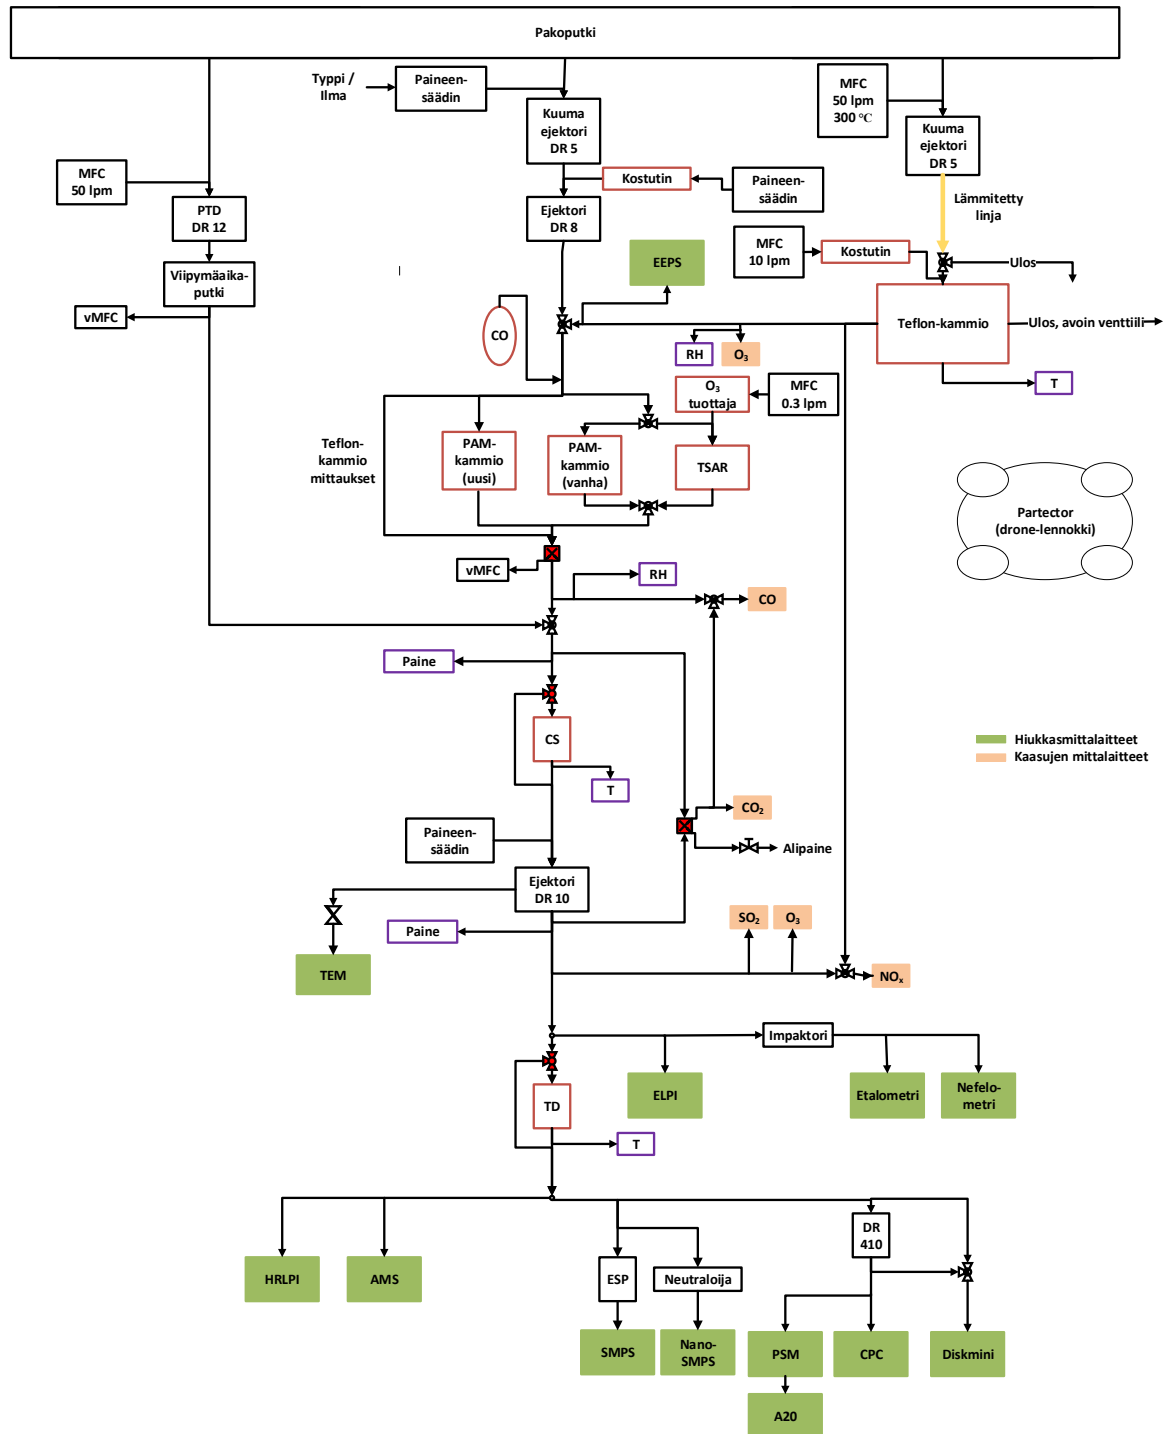 Pakoputki
Typpi /
Ilma
Paineen-
säädin
Kuuma
ejektori
DR 5
MFC
50 lpm
300 °C
Kuuma
ejektori
DR 5
MFC
50 lpm
PTD
DR 12
Kostutin
Paineen-
säädin
Ejektori
DR 8
Lämmitetty
linja
Viipymäaika-
putki
EEPS
MFC
10 lpm
Kostutin
Ulos
vMFC
CO
RH
O₃
Teflon-kammio
Ulos, avoin venttiili
T
O₃
tuottaja
MFC
0.3 lpm
Teflon-
kammio
mittaukset
PAM-
kammio
(uusi)
PAM-
kammio
(vanha)
TSAR
Partector
(drone-lennokki)
vMFC
RH
CO
Paine
CS
T
Hiukkasmittalaitteet
Kaasujen mittalaitteet
CO₂
Alipaine
Paineen-
säädin
Ejektori
DR 10
Paine
SO₂
O₃
TEM
NOₓ
Impaktori
ELPI
Etalometri
Nefelo-
metri
TD
T
DR
410
HRLPI
AMS
ESP
Neutraloija
SMPS
Nano-
SMPS
PSM
CPC
Diskmini
A20